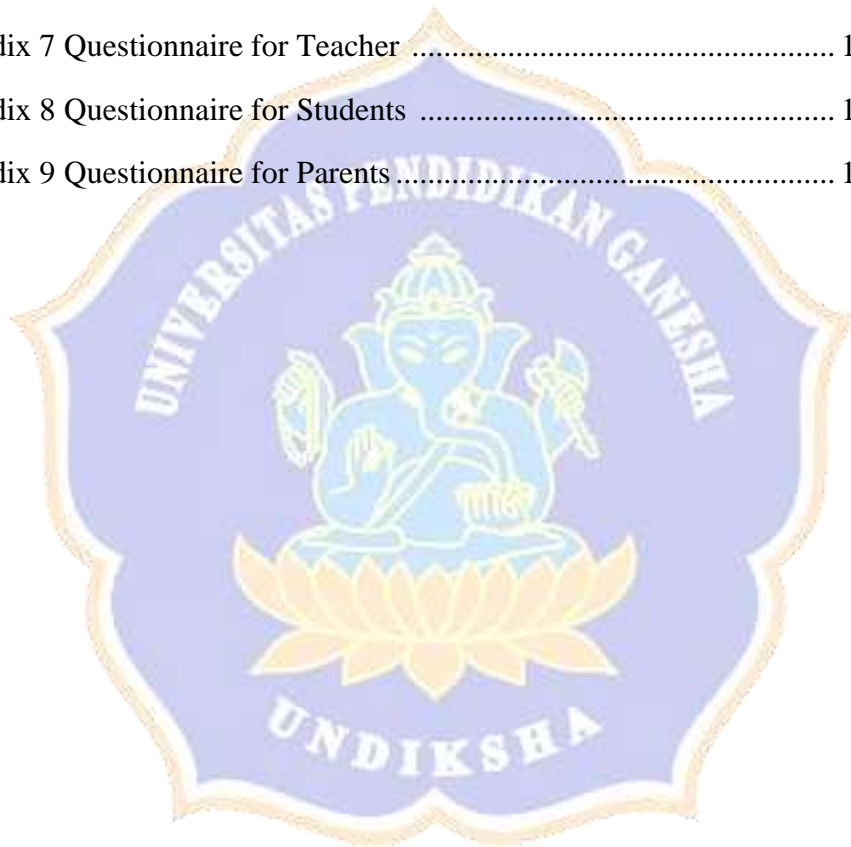 dix 7 Questionnaire for Teacher ................................................... 1
dix 8 Questionnaire for Students ................................................... 1
dix 9 Questionnaire for Parents ..................................................... 1
UNIVERSITAS PENDIDIKAN GANESHA
UNDIKSHA